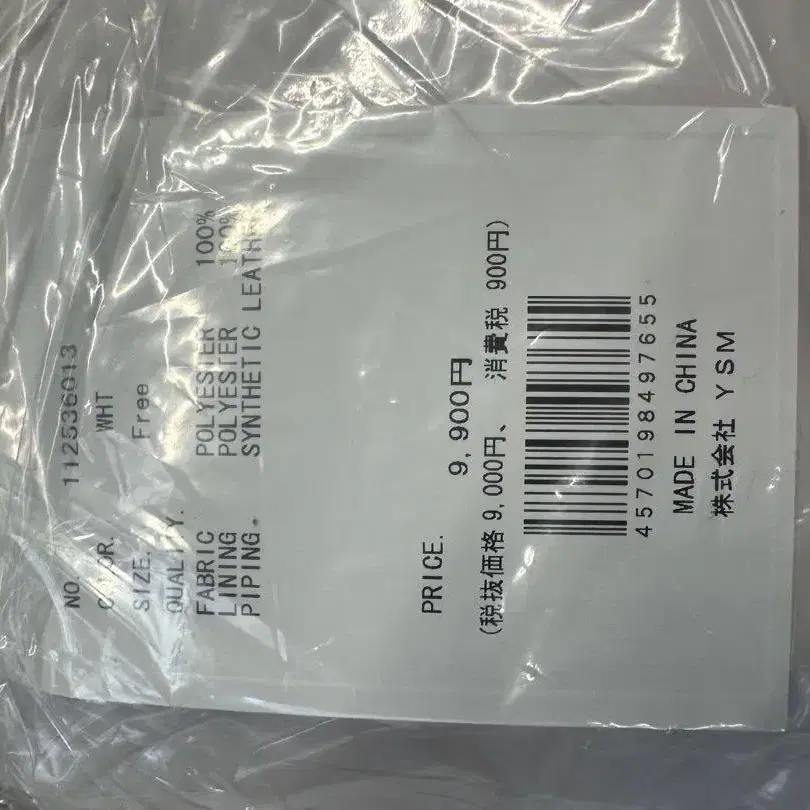 NO. 112536013
COLOR. WHT
SIZE. Free
QUALITY.
FABRIC POLYESTER 100%
LINING POLYESTER 100%
PIPING. SYNTHETIC LEATHER
PRICE.
9,900円
(税抜価格 9,000円、 消費税 900円)
4570198497655
MADE IN CHINA
株式会社 YSM